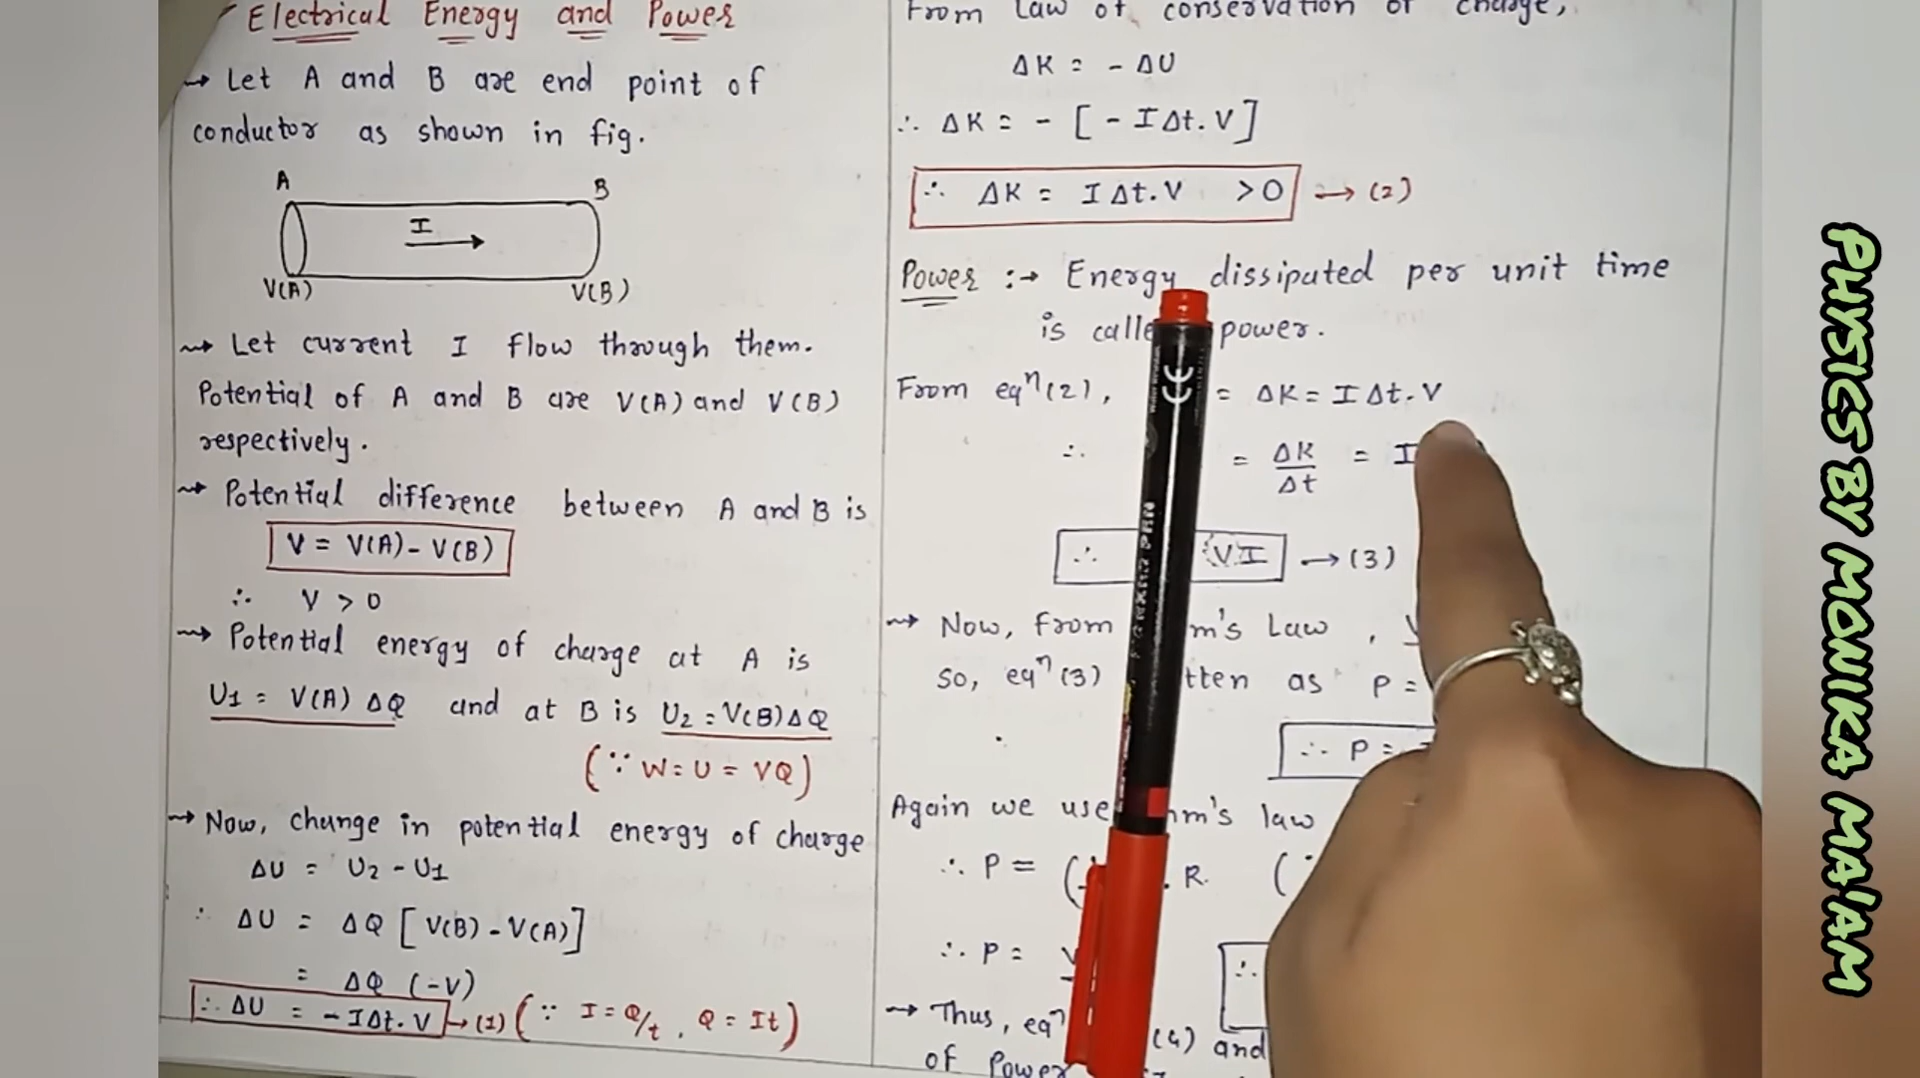 Electrical Energy and Power
→ Let A and B are end point of
conductor as shown in fig.
A
B
I
V(A)
V(B)
→ Let current I flow through them.
Potential of A and B are V(A) and V(B)
respectively.
→ Potential difference between A and B is
V = V(A) - V(B)
∴ V > 0
→ Potential energy of charge at A is
U1 = V(A) ΔQ and at B is U2 = V(B) ΔQ
(∵ W = U = VQ)
→ Now, change in potential energy of charge
ΔU = U2 - U1
∴ ΔU = ΔQ [V(B) - V(A)]
= ΔQ (-V)
∴ ΔU = - IΔt. V → (1) (∵ I = Q/t , Q = It)
From law of conservation of charge,
ΔK = - ΔU
∴ ΔK = - [- IΔt. V]
∴ ΔK = I Δt. V > 0 → (2)
Power :→ Energy dissipated per unit time
is power.
From eqⁿ (2), = ΔK = I Δt. V
∴ = ΔK/Δt = I
∴ VI → (3)
→ Now, from m's Law ,
so, eqⁿ (3) tten as P =
∴ P =
Again we use m's law
∴ P = ( . R. (∵
∴ P = V
∴
→ Thus, eqⁿ (4) and
of Power
PHYSICS BY MONIKA MA'AM